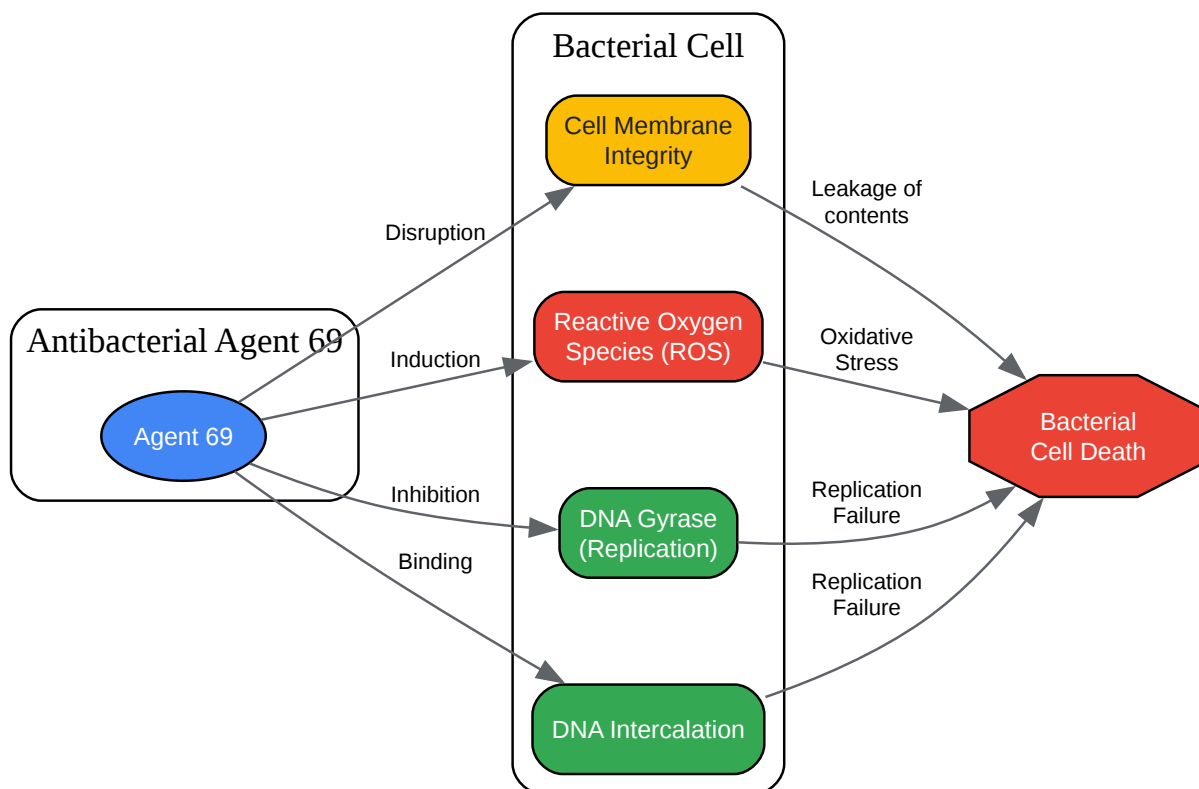 Bacterial Cell
Cell Membrane
Integrity
Leakage of
contents
Disruption
Antibacterial Agent 69
Agent 69
Induction
Reactive Oxygen
Species (ROS)
Oxidative
Stress
Bacterial
Cell Death
Inhibition
DNA Gyrase
(Replication)
Replication
Failure
Binding
DNA Intercalation
Replication
Failure